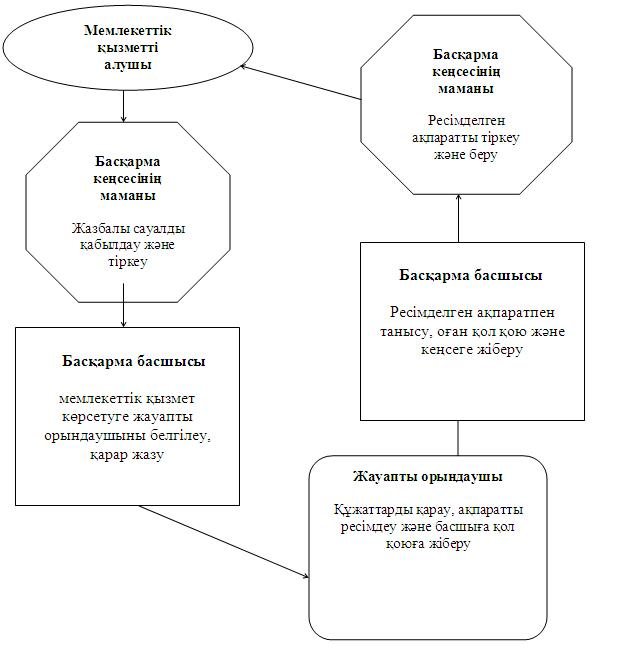 Мемлекеттік
қызметті
алушы
Басқарма
кеңсесінің
маманы
Жазбалы сауалды
қабылдау және
тіркеу
Басқарма басшысы
мемлекеттік қызмет
көрсетуге жауапты
орындаушыны белгілеу,
қарар жазу
Жауапты орындаушы
Құжаттарды қарау, ақпаратты
ресімдеу және басшыға қол
қоюға жіберу
Басқарма басшысы
Ресімделген ақпаратпен
танысу, оған қол қою және
кеңсеге жіберу
Басқарма
кеңсесінің
маманы
Ресімделген
ақпаратты тіркеу
және беру